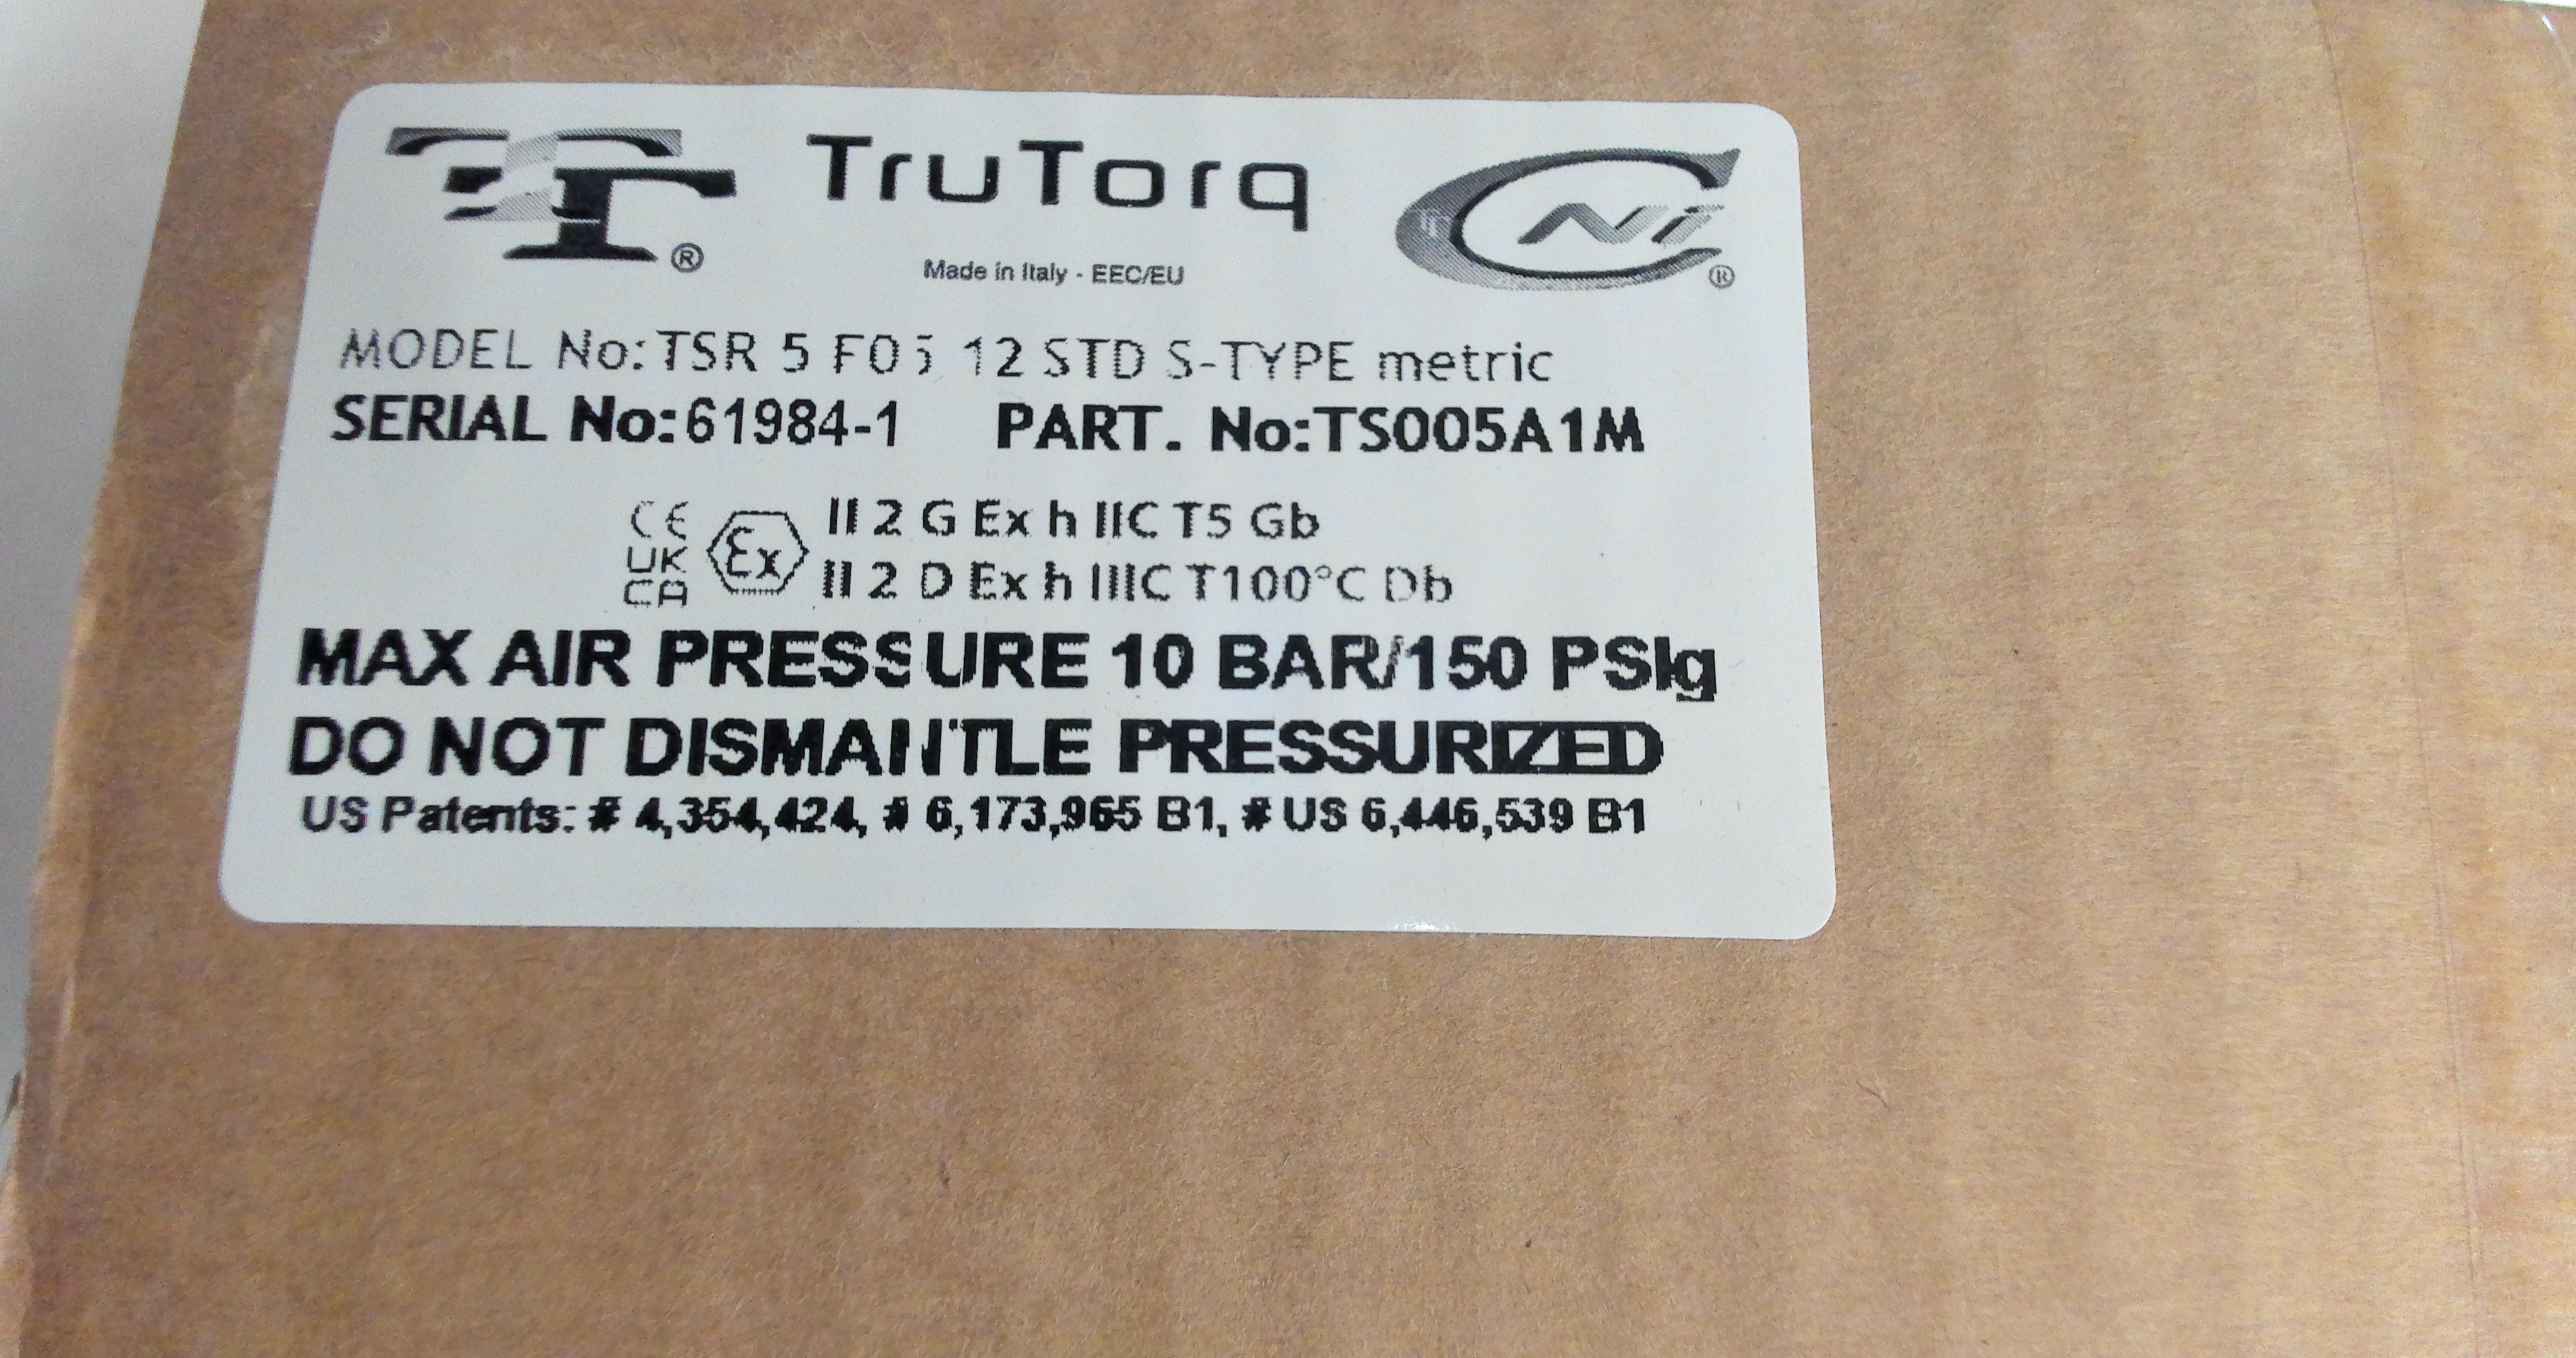 TT®
TruTorq
CNi®
Made in Italy - EEC/EU
MODEL No:TSR 5 F05 12 STD S-TYPE metric
SERIAL No:61984-1 PART. No:TS005A1M
CE
UK
CA
Ex
II 2 G Ex h IIC T5 Gb
II 2 D Ex h IIIC T100°C Db
MAX AIR PRESSURE 10 BAR/150 PSIg
DO NOT DISMANTLE PRESSURIZED
US Patents: # 4,354,424, # 6,173,965 B1, # US 6,446,539 B1